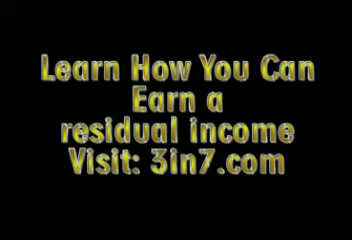 Learn How You Can
Earn a
residual income
Visit: 3in7.com